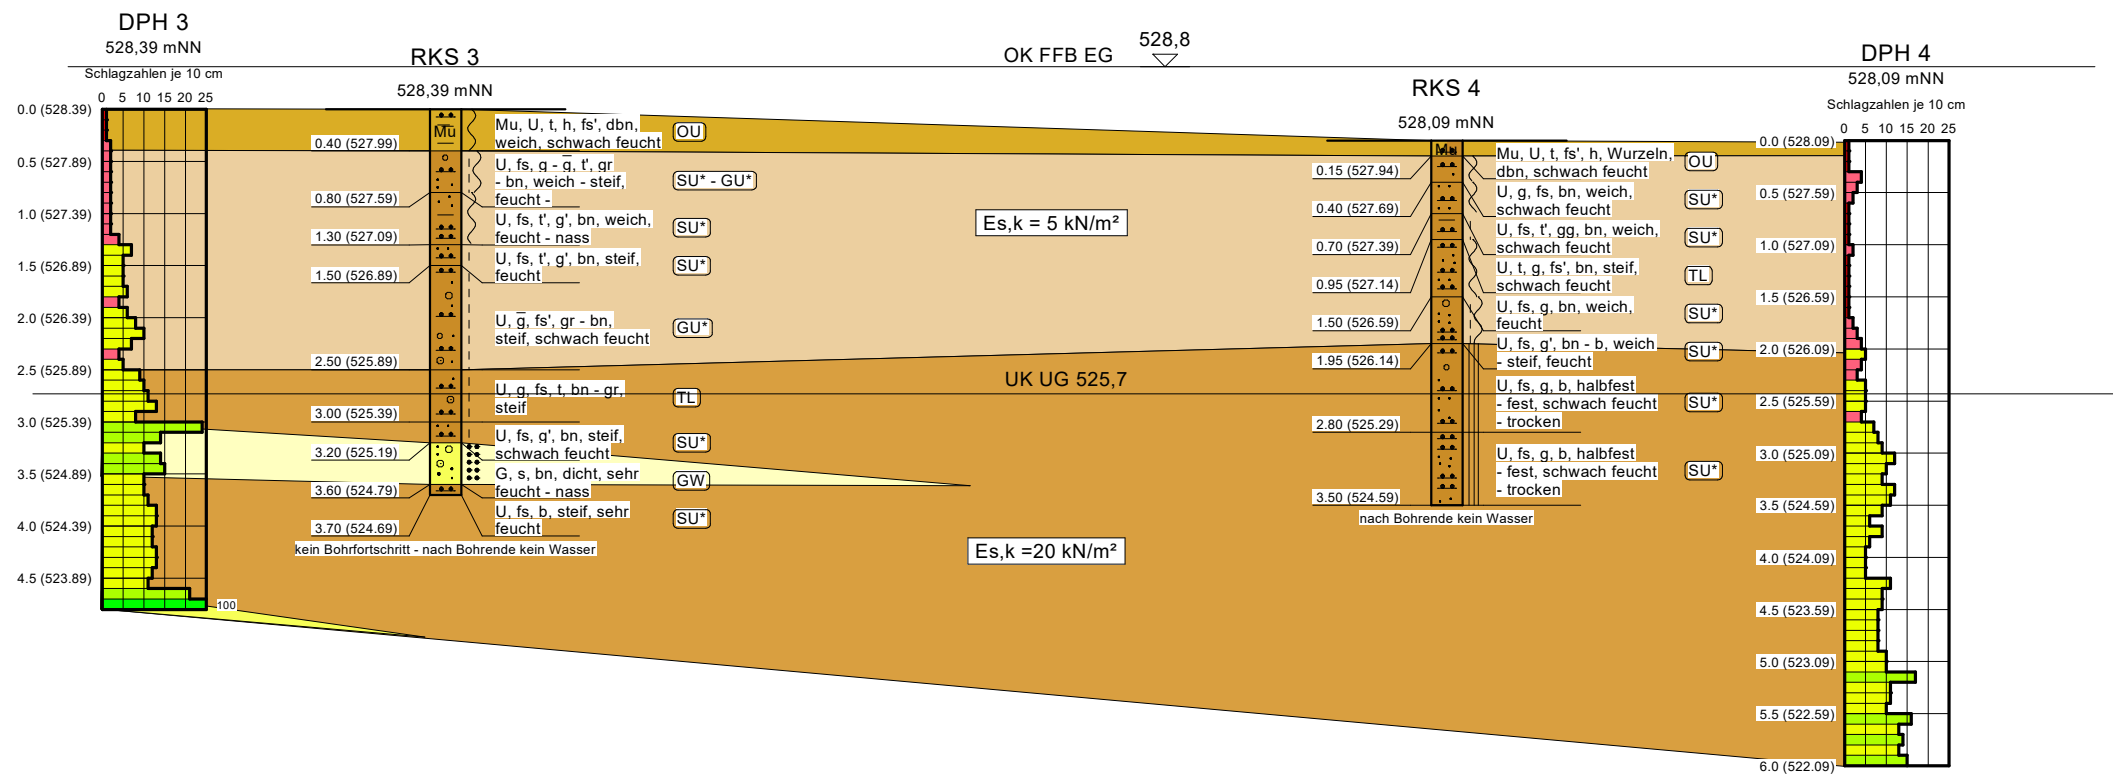 DPH 3
528,39 mNN
Schlagzahlen je 10 cm
0 5 10 15 20 25
0.0 (528.39)
0.5 (527.89)
1.0 (527.39)
1.5 (526.89)
2.0 (526.39)
2.5 (525.89)
3.0 (525.39)
3.5 (524.89)
4.0 (524.39)
4.5 (523.89)
100
RKS 3
528,39 mNN
Mu
0.40 (527.99)
0.80 (527.59)
1.30 (527.09)
1.50 (526.89)
2.50 (525.89)
3.00 (525.39)
3.20 (525.19)
3.60 (524.79)
3.70 (524.69)
Mu, U, t, h, fs', dbn,
weich, schwach feucht
OU
U, fs, g - g̅, t', gr
- bn, weich - steif,
feucht -
SU* - GU*
U, fs, t', g', bn, weich,
feucht - nass
SU*
U, fs, t', g', bn, steif,
feucht
SU*
U, g̅, fs', gr - bn,
steif, schwach feucht
GU*
U, g, fs, t, bn - gr,
steif
TL
U, fs, g', bn, steif,
schwach feucht
SU*
G, s, bn, dicht, sehr
feucht - nass
GW
U, fs, b, steif, sehr
feucht
SU*
kein Bohrfortschritt - nach Bohrende kein Wasser
OK FFB EG
528,8
Es,k = 5 kN/m²
UK UG 525,7
Es,k =20 kN/m²
RKS 4
528,09 mNN
Mu
0.15 (527.94)
0.40 (527.69)
0.70 (527.39)
0.95 (527.14)
1.50 (526.59)
1.95 (526.14)
2.80 (525.29)
3.50 (524.59)
Mu, U, t, fs', h, Wurzeln,
dbn, schwach feucht
OU
U, g, fs, bn, weich,
schwach feucht
SU*
U, fs, t', gg, bn, weich,
schwach feucht
SU*
U, t, g, fs', bn, steif,
schwach feucht
TL
U, fs, g, bn, weich,
feucht
SU*
U, fs, g', bn - b, weich
- steif, feucht
SU*
U, fs, g, b, halbfest
- fest, schwach feucht
- trocken
SU*
U, fs, g, b, halbfest
- fest, schwach feucht
- trocken
SU*
nach Bohrende kein Wasser
DPH 4
528,09 mNN
Schlagzahlen je 10 cm
0 5 10 15 20 25
0.0 (528.09)
0.5 (527.59)
1.0 (527.09)
1.5 (526.59)
2.0 (526.09)
2.5 (525.59)
3.0 (525.09)
3.5 (524.59)
4.0 (524.09)
4.5 (523.59)
5.0 (523.09)
5.5 (522.59)
6.0 (522.09)